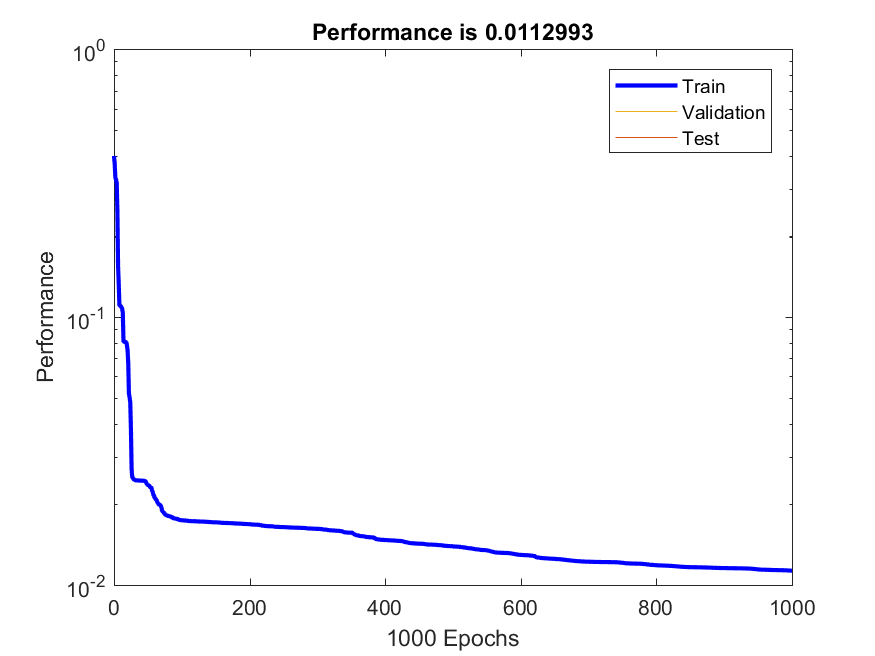 Performance is 0.0112993
10^0
Train
Validation
Test
Performance
10^-1
10^-2
0 200 400 600 800 1000
1000 Epochs